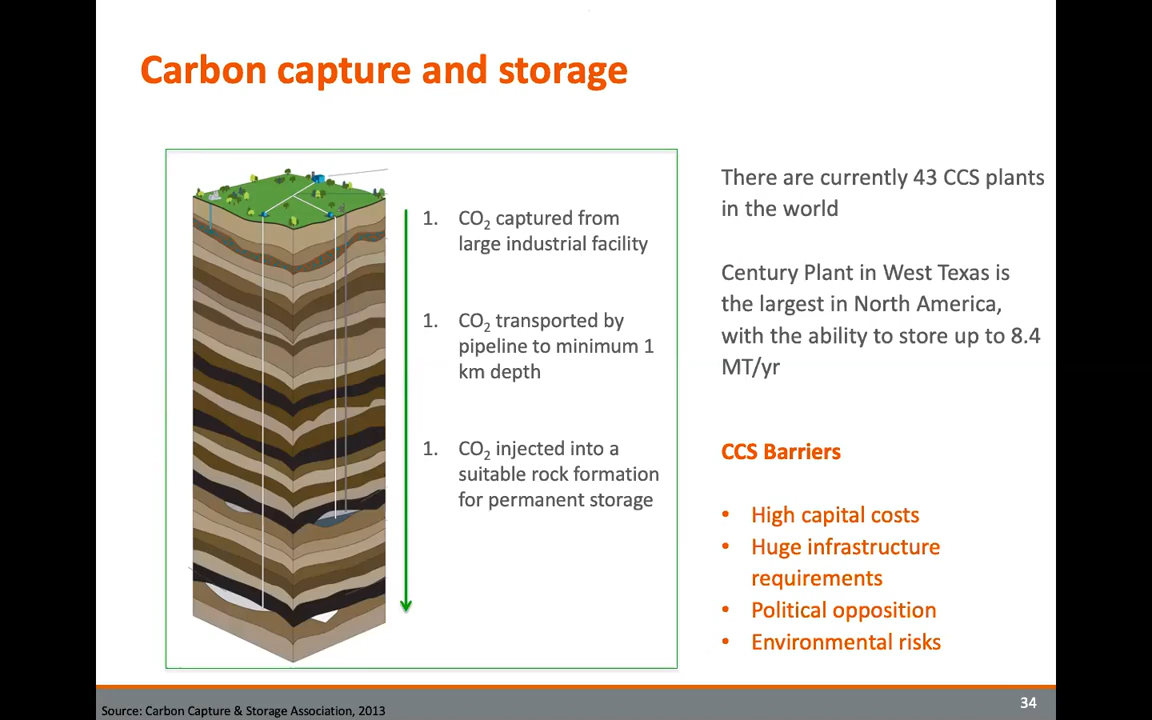 Carbon capture and storage
1. CO₂ captured from
large industrial facility
1. CO₂ transported by
pipeline to minimum 1
km depth
1. CO₂ injected into a
suitable rock formation
for permanent storage
There are currently 43 CCS plants
in the world
Century Plant in West Texas is
the largest in North America,
with the ability to store up to 8.4
MT/yr
CCS Barriers
• High capital costs
• Huge infrastructure
requirements
• Political opposition
• Environmental risks
Source: Carbon Capture & Storage Association, 2013
34